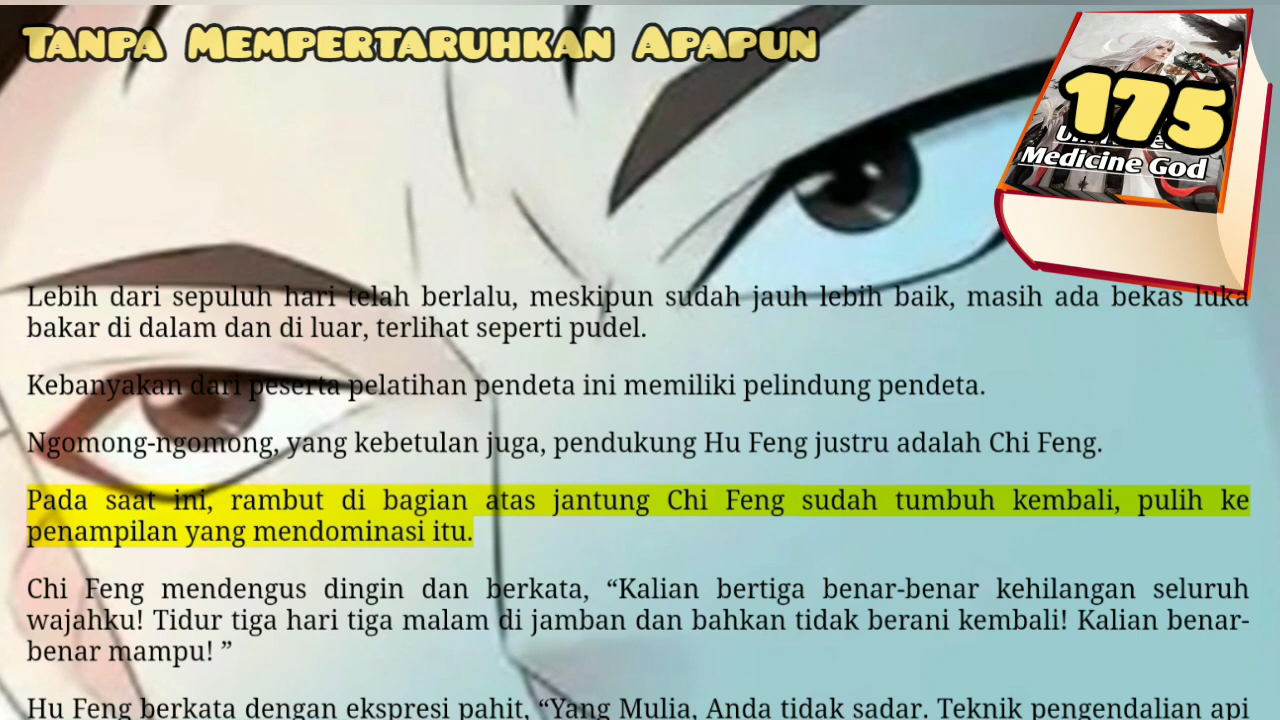 Tanpa Mempertaruhkan Apapun
175
Medicine God
Lebih dari sepuluh hari telah berlalu, meskipun sudah jauh lebih baik, masih ada bekas luka
bakar di dalam dan di luar, terlihat seperti pudel.
Kebanyakan dari peserta pelatihan pendeta ini memiliki pelindung pendeta.
Ngomong-ngomong, yang kebetulan juga, pendukung Hu Feng justru adalah Chi Feng.
Pada saat ini, rambut di bagian atas jantung Chi Feng sudah tumbuh kembali, pulih ke
penampilan yang mendominasi itu.
Chi Feng mendengus dingin dan berkata, “Kalian bertiga benar-benar kehilangan seluruh
wajahku! Tidur tiga hari tiga malam di jamban dan bahkan tidak berani kembali! Kalian benar-
benar mampu! ”
Hu Feng berkata dengan ekspresi pahit, “Yang Mulia, Anda tidak sadar. Teknik pengendalian api